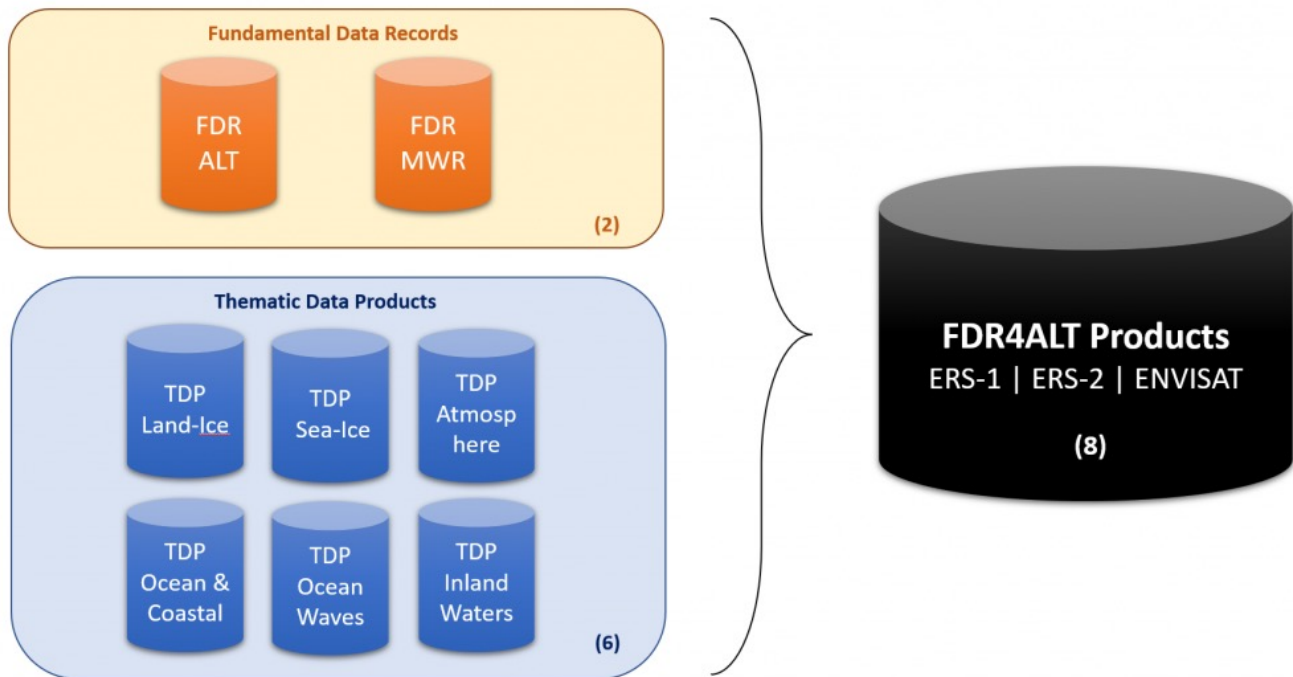 Fundamental Data Records
FDR
ALT
FDR
MWR
(2)
Thematic Data Products
TDP
Land-Ice
TDP
Sea-Ice
TDP
Atmosp
here
TDP
Ocean &
Coastal
TDP
Ocean
Waves
TDP
Inland
Waters
(6)
FDR4ALT Products
ERS-1 | ERS-2 | ENVISAT
(8)